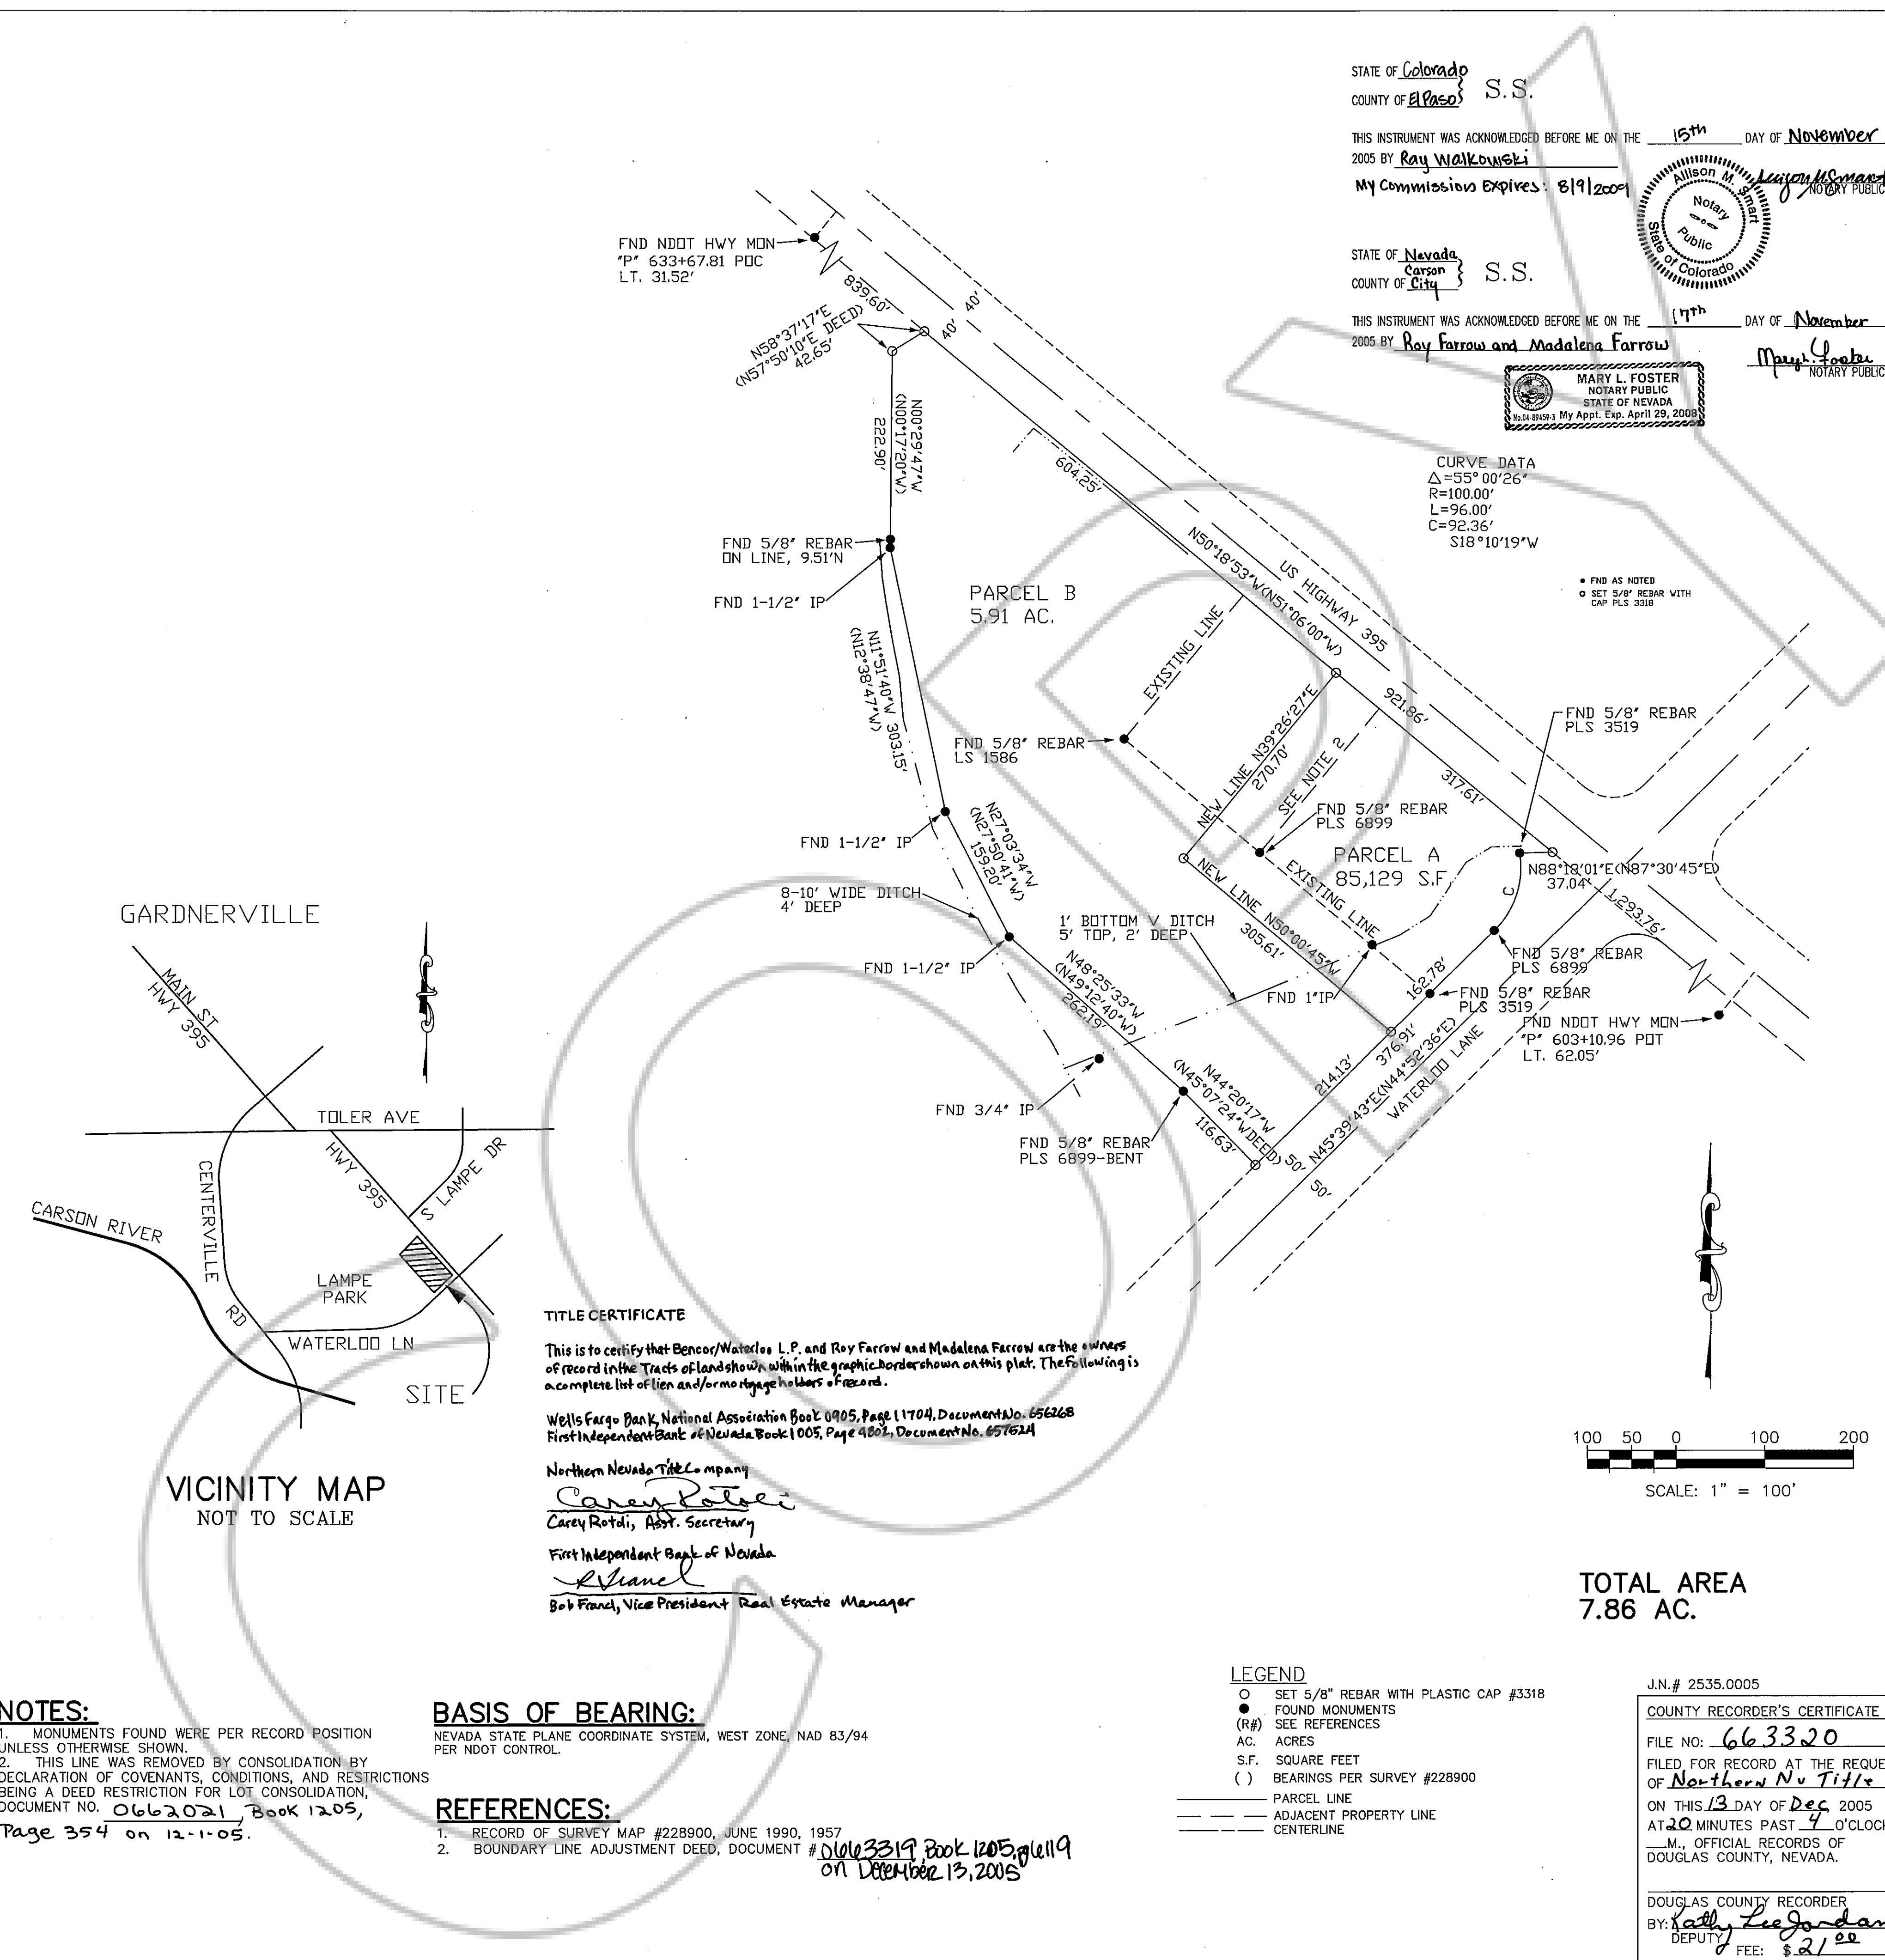 STATE OF Colorado
COUNTY OF El Paso
S.S.
THIS INSTRUMENT WAS ACKNOWLEDGED BEFORE ME ON THE 15th DAY OF November
2005 BY Ray Walkowski
My Commission Expires: 8/9/2009
NOTARY PUBLIC
Allison M. Smart
Notary
Public
State of Colorado
STATE OF Nevada
COUNTY OF Carson City
S.S.
THIS INSTRUMENT WAS ACKNOWLEDGED BEFORE ME ON THE 17th DAY OF November
2005 BY Roy Farrow and Madalena Farrow
Mary L. Foster
NOTARY PUBLIC
MARY L. FOSTER
NOTARY PUBLIC
STATE OF NEVADA
No.04-89459-3 My Appt. Exp. April 29, 2008
CURVE DATA
△=55°00'26"
R=100.00'
L=96.00'
C=92.36'
S18°10'19"W
● FND AS NOTED
○ SET 5/8" REBAR WITH
CAP PLS 3318
FND NDOT HWY MON
"P" 633+67.81 POC
LT. 31.52'
839.60'
40' 40'
N58°37'17"E
(N57°50'10"E DEED)
42.65'
N00°29'47"W
(N00°17'20"W)
222.90'
604.25'
FND 5/8" REBAR
ON LINE, 9.51'N
FND 1-1/2" IP
PARCEL B
5.91 AC.
N50°18'53"W(N51°06'00"W)
US HIGHWAY 395
EXISTING LINE
N11°51'40"W 303.15'
(N12°38'47"W)
921.86'
FND 5/8" REBAR
PLS 3519
FND 5/8" REBAR
LS 1586
NEW LINE N39°26'27"E
270.70'
SEE NOTE 2
317.61'
FND 5/8" REBAR
PLS 6899
FND 1-1/2" IP
N27°03'34"W
(N27°50'41"W)
159.20'
PARCEL A
85,129 S.F.
N88°18'01"E(N87°30'45"E)
37.04'
C
1,293.76'
8-10' WIDE DITCH
4' DEEP
1' BOTTOM V DITCH
5' TOP, 2' DEEP
NEW LINE N50°00'45"W
305.61'
EXISTING LINE
FND 5/8" REBAR
PLS 6899
FND 1-1/2" IP
N48°25'33"W
(N49°12'40"W)
262.19'
FND 1"IP
162.78'
FND 5/8" REBAR
PLS 3519
FND NDOT HWY MON
"P" 603+10.96 POT
LT. 62.05'
376.91'
N45°39'43"E(N44°52'36"E)
WATERLOO LANE
214.13'
N44°20'17"W
(N45°07'24"W DEED)
116.63'
FND 3/4" IP
FND 5/8" REBAR
PLS 6899-BENT
50'
50'
GARDNERVILLE
MAIN ST
HWY 395
TOLER AVE
HWY 395
S LAMPE DR
CENTERVILLE
RD
CARSON RIVER
LAMPE
PARK
WATERLOO LN
SITE
VICINITY MAP
NOT TO SCALE
TITLE CERTIFICATE
This is to certify that Bencor/Waterloo L.P. and Roy Farrow and Madalena Farrow are the owners
of record in the Tracts of land shown within the graphic border shown on this plat. The Following is
a complete list of lien and/or mortgage holders of record.
Wells Fargo Bank, National Association Book 0905, Page 11704, Document No. 656268
First Independent Bank of Nevada Book 1005, Page 4802, Document No.
Northern Nevada Title Company
Asst. Secretary
First Independent Bank of Nevada
Vice President Real Estate Manager
100 50 0 100 200
SCALE: 1" = 100'
TOTAL AREA
7.86 AC.
NOTES:
1. MONUMENTS FOUND WERE PER RECORD POSITION
UNLESS OTHERWISE SHOWN.
2. THIS LINE WAS REMOVED BY CONSOLIDATION BY
DECLARATION OF COVENANTS, CONDITIONS, AND RESTRICTIONS
BEING A DEED RESTRICTION FOR LOT CONSOLIDATION,
DOCUMENT NO. 0662021, Book 1205,
Page 354 on 12-1-05.
BASIS OF BEARING:
NEVADA STATE PLANE COORDINATE SYSTEM, WEST ZONE, NAD 83/94
PER NDOT CONTROL.
REFERENCES:
1. RECORD OF SURVEY MAP #228900, JUNE 1990, 1957
2. BOUNDARY LINE ADJUSTMENT DEED, DOCUMENT # 0663319, Book 1205, pg 6119
on December 13, 2005
LEGEND
SET 5/8" REBAR WITH PLASTIC CAP #3318
FOUND MONUMENTS
(R#) SEE REFERENCES
AC. ACRES
S.F. SQUARE FEET
( ) BEARINGS PER SURVEY #228900
PARCEL LINE
ADJACENT PROPERTY LINE
CENTERLINE
J.N.# 2535.0005
COUNTY RECORDER'S CERTIFICATE
FILE NO: 663320
FILED FOR RECORD AT THE REQUE
OF Northern Nv Title
ON THIS 13 DAY OF Dec 2005
AT 20 MINUTES PAST 4 O'CLOCK
M., OFFICIAL RECORDS OF
DOUGLAS COUNTY, NEVADA.
DOUGLAS COUNTY RECORDER
BY: Kathy Lee Jordan
DEPUTY
FEE: $ 21 00